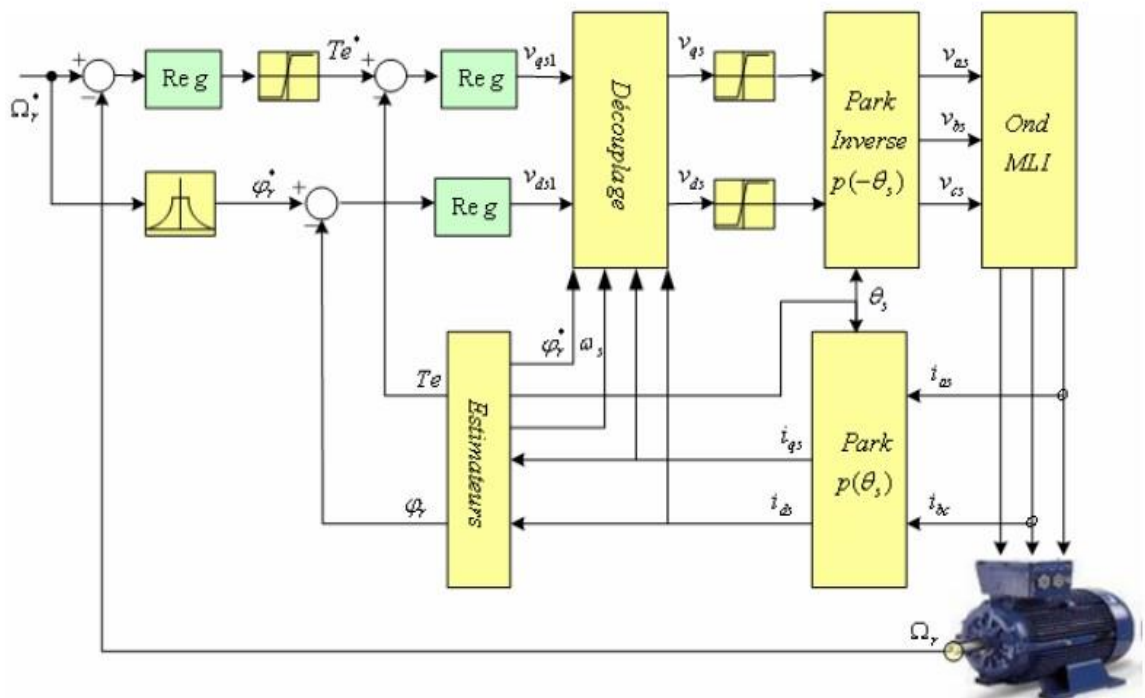 Ω_r^*
+
−
Reg
Te^*
+
−
Reg
v_qs1
Découplage
v_qs
Park
Inverse
p(−θ_s)
v_as
v_bs
v_cs
Ond
MLI
φ_r^*
+
−
Reg
v_ds1
v_ds
θ_s
φ_r^*
ω_s
Te
Estimateurs
i_qs
Park
p(θ_s)
i_as
φ_r
i_ds
i_bc
Ω_r